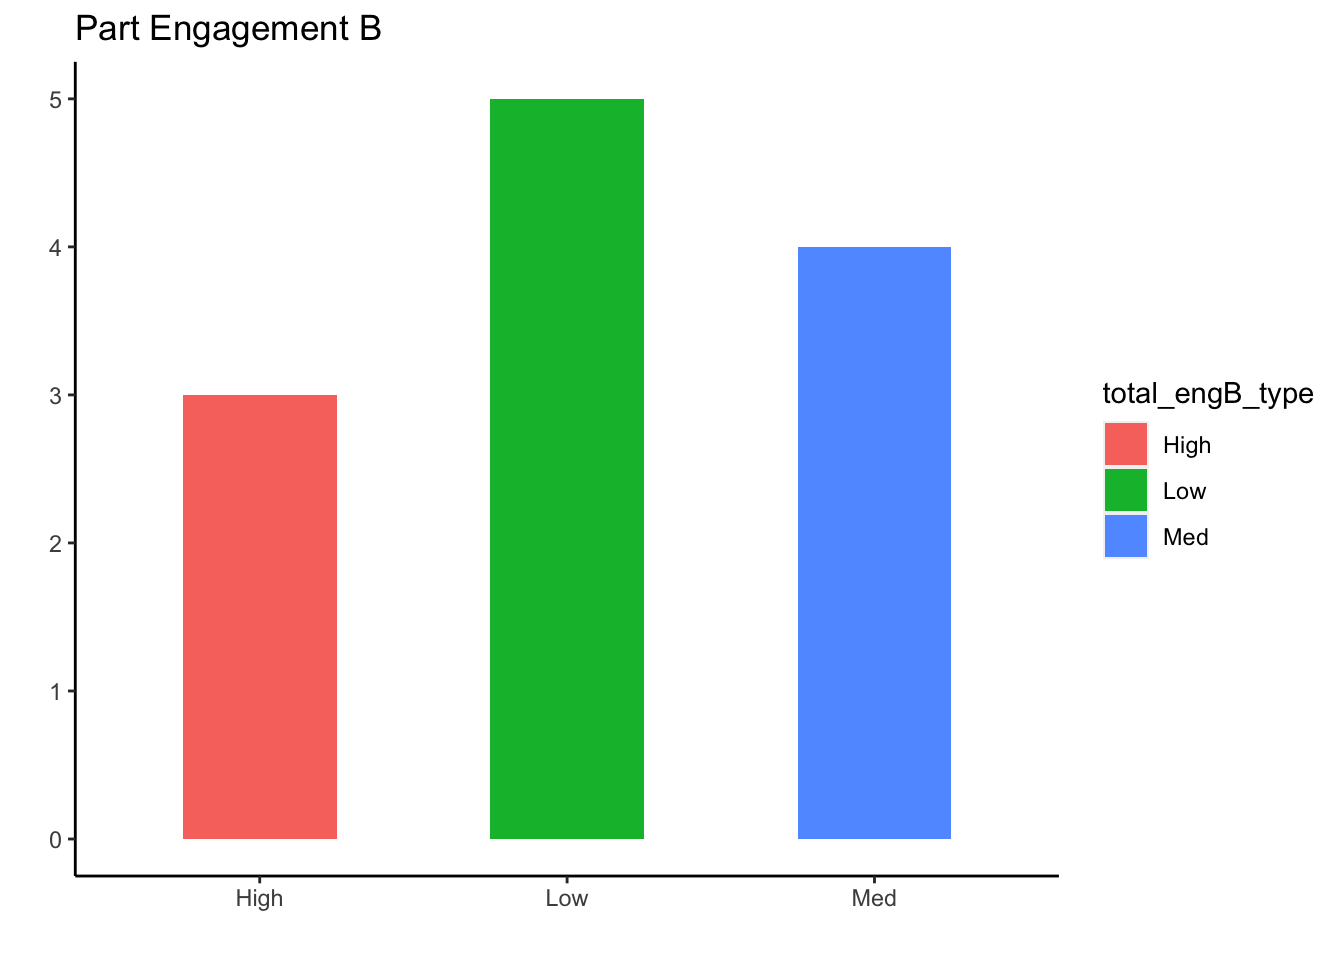 Part Engagement B
5
4
3
2
1
0
High
Low
Med
total_engB_type
High
Low
Med